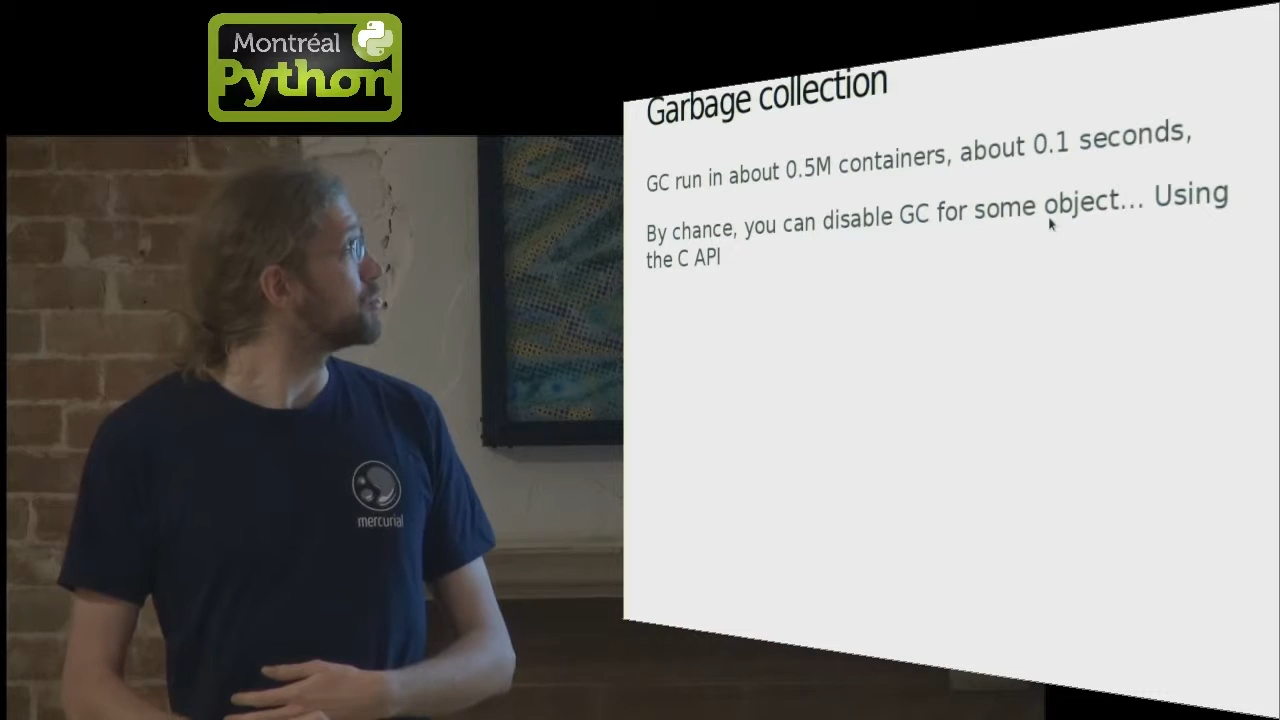 Montréal
Python
Garbage collection
GC run in about 0.5M containers, about 0.1 seconds,
By chance, you can disable GC for some object... Using
the C API
mercurial